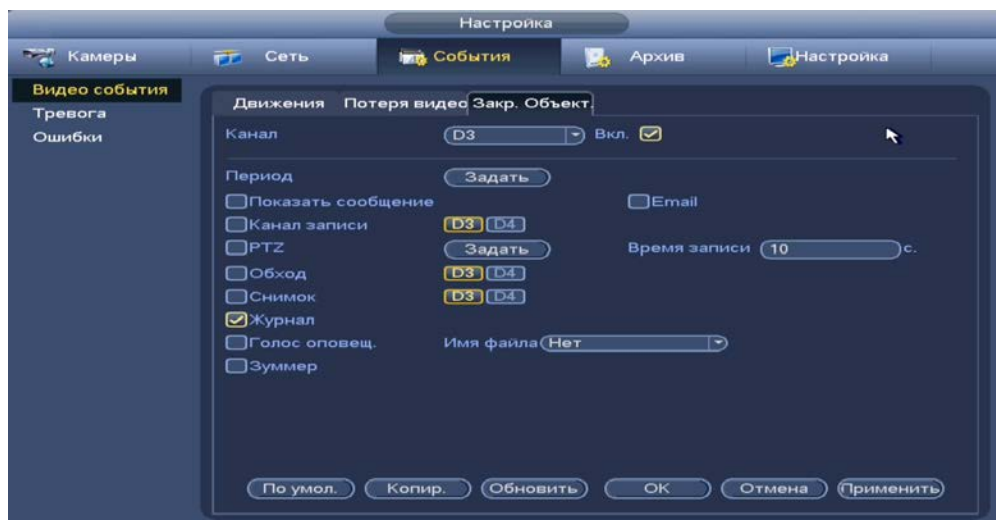 Настройка
Камеры Сеть События Архив Настройка
Видео события
Тревога
Ошибки
Движения Потеря видео Закр. Объект.
Канал D3 Вкл.
Период Задать
Показать сообщение Email
Канал записи D3 D4
PTZ Задать Время записи 10 с.
Обход D3 D4
Снимок D3 D4
Журнал
Голос оповещ. Имя файла Нет
Зуммер
По умол. Копир. Обновить ОК Отмена Применить